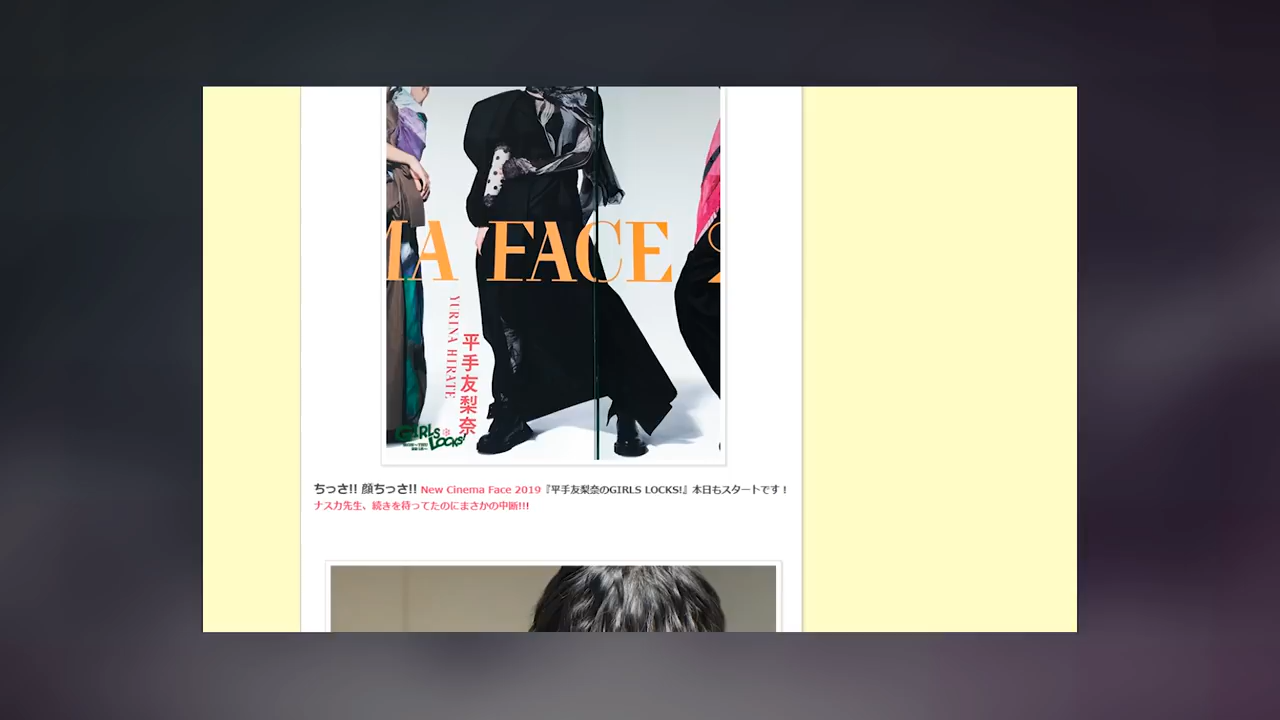 MA FACE 2
YURINA HIRATE
平手友梨奈
GIRLS LOCKS!
ちっさ!! 顔ちっさ!! New Cinema Face 2019『平手友梨奈のGIRLS LOCKS!』本日もスタートです！
ナスカ先生、続きを待ってたのにまさかの中断!!!